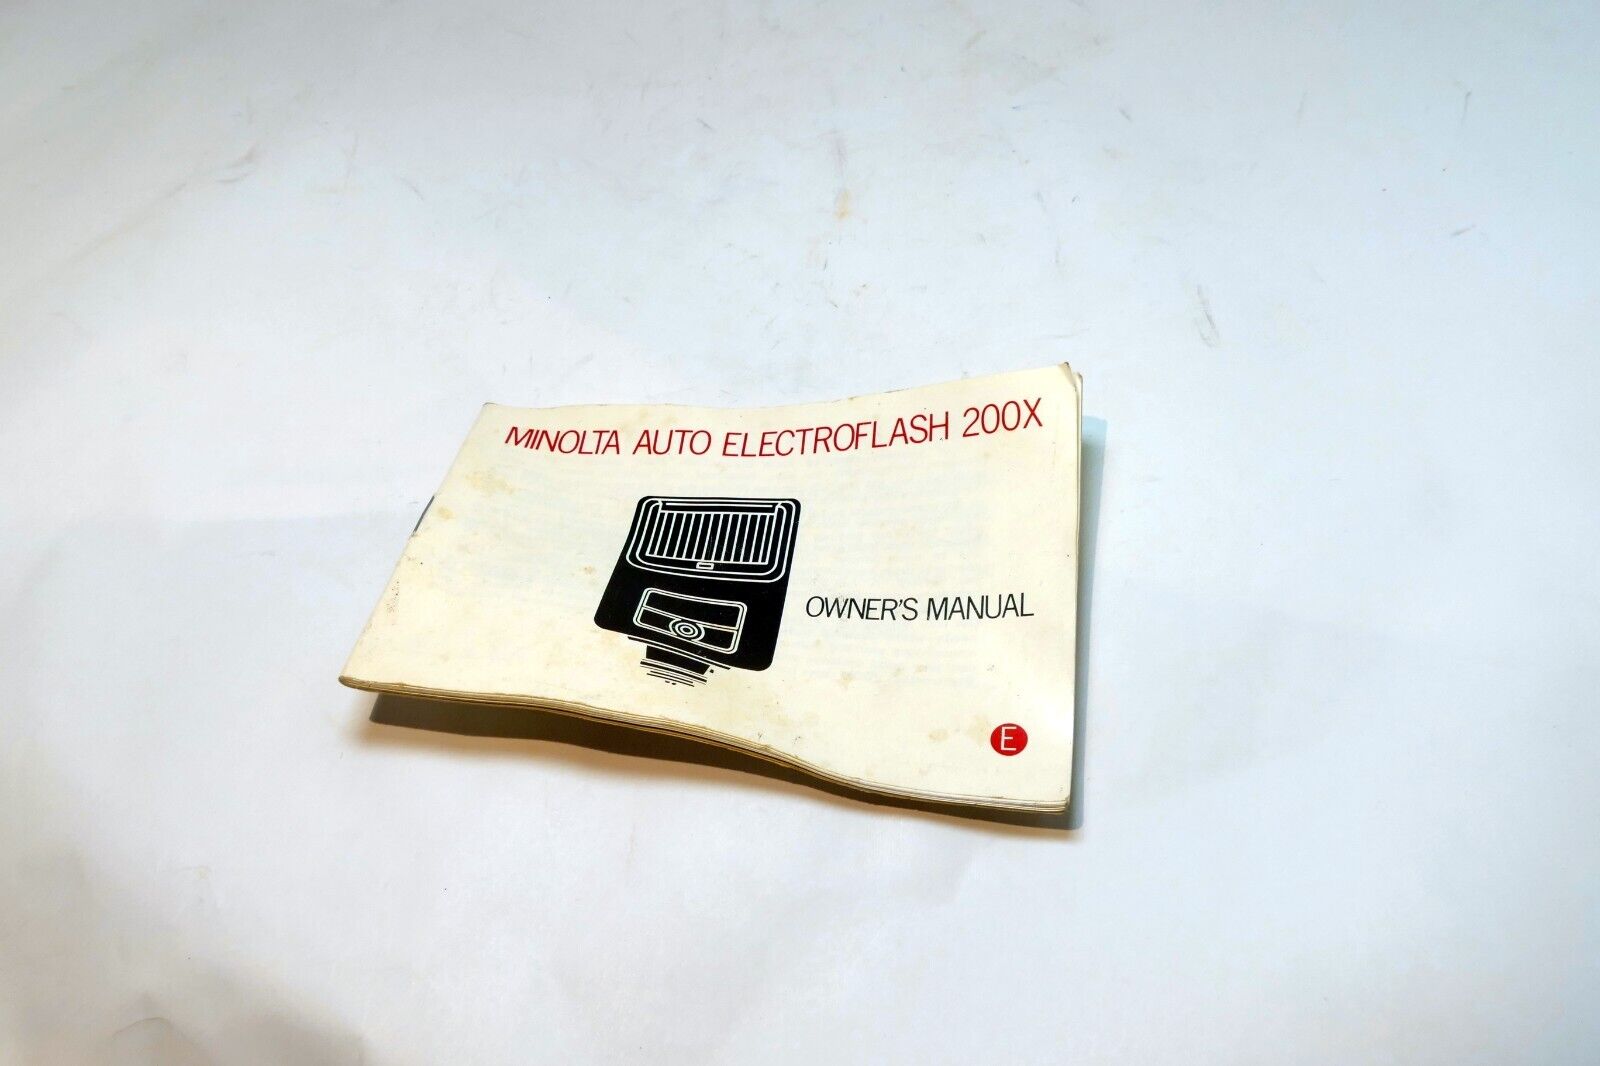 MINOLTA AUTO ELECTROFLASH 200X
OWNER'S MANUAL
E